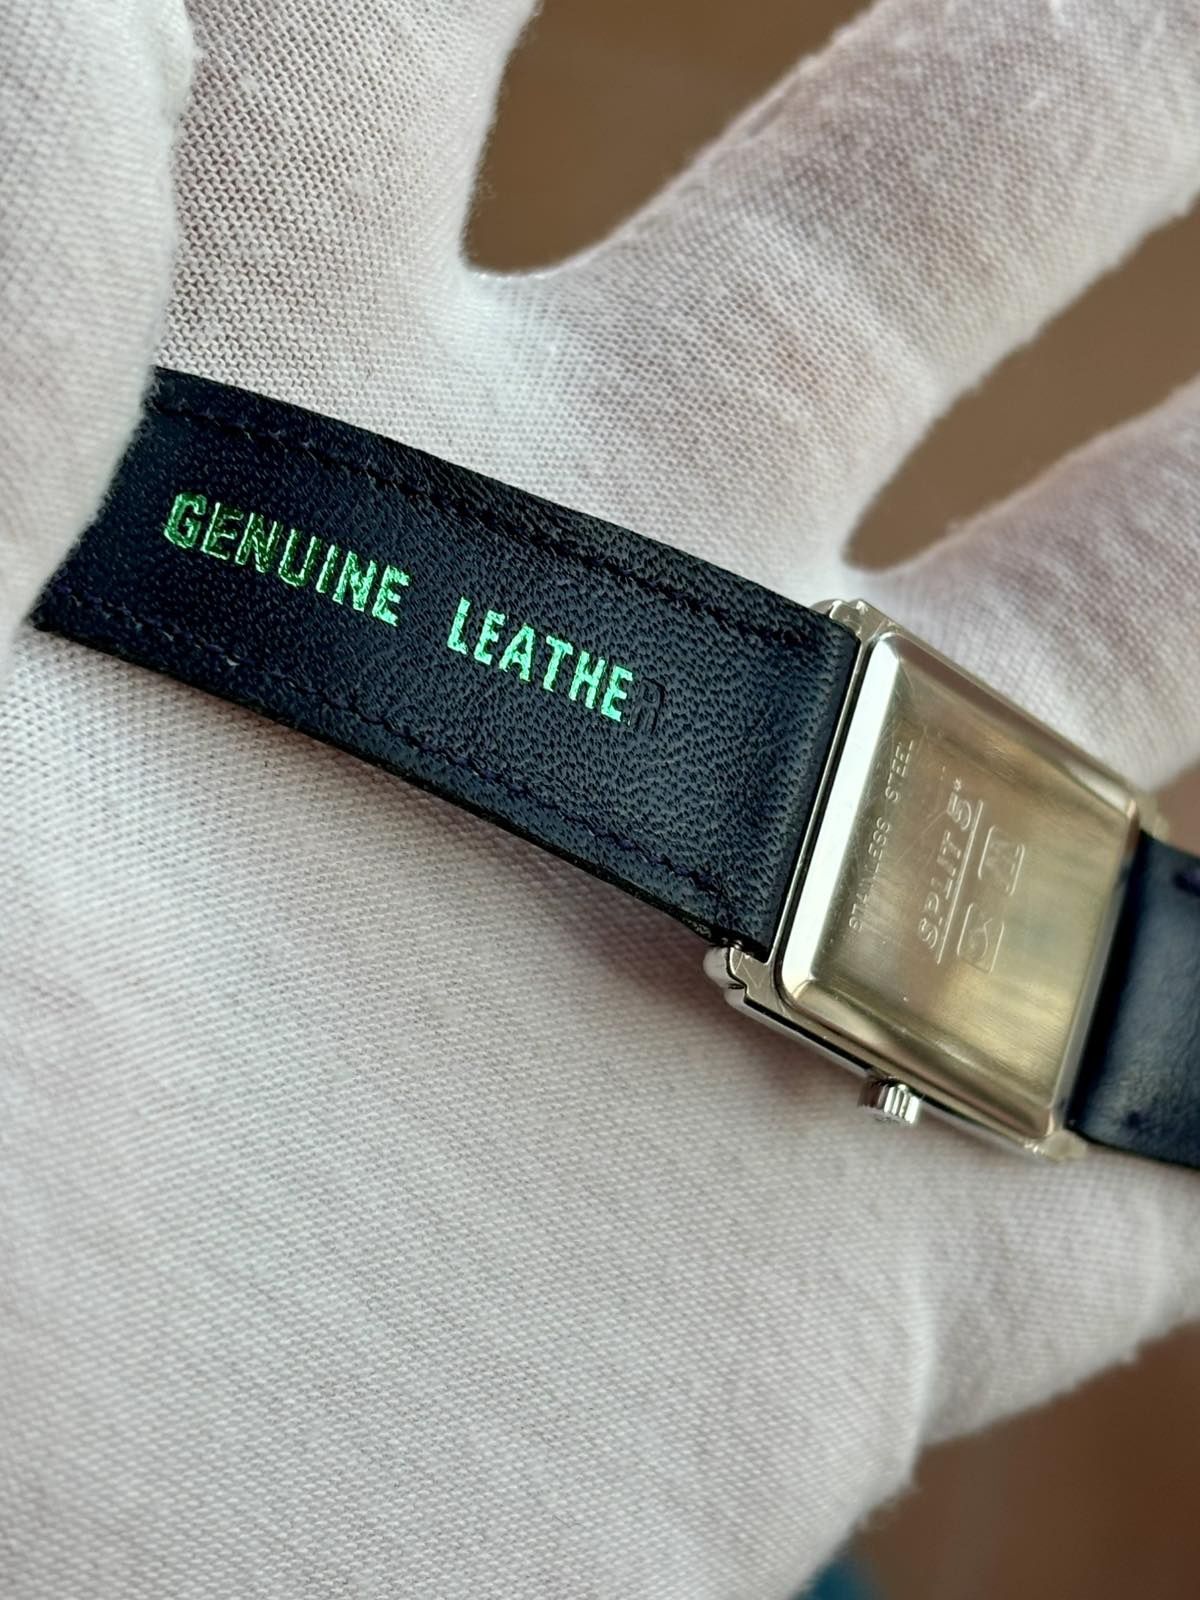 GENUINE LEATHER
STAINLESS STEEL
SPLIT 5°